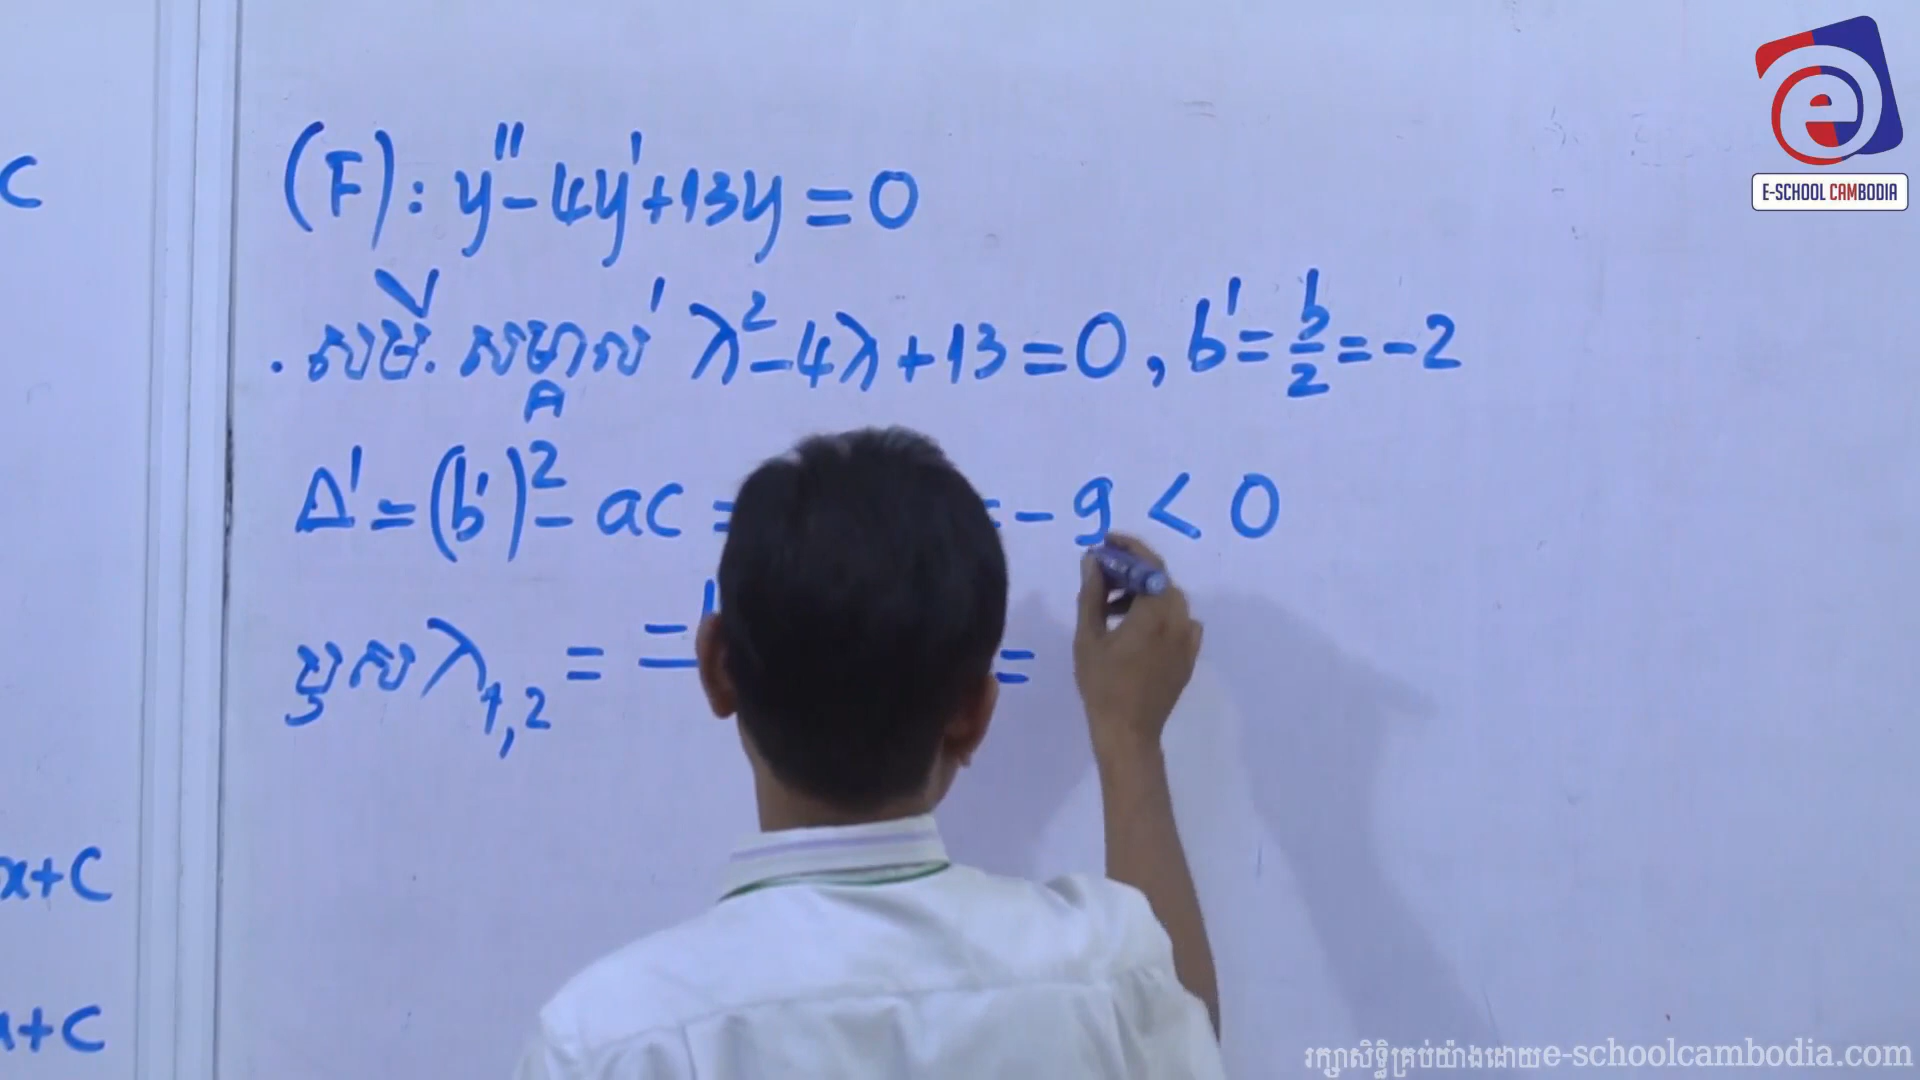 C
(F): y'' - 4y' + 13y = 0
. សមី. សម្គាល់ λ² - 4λ + 13 = 0, b' = b/2 = -2
Δ' = (b')² - ac = = -9 < 0
ឫស λ1,2 = =
x+C
+C
e
E-SCHOOL CAMBODIA
រក្សាសិទ្ធិគ្រប់យ៉ាងដោយe-schoolcambodia.com